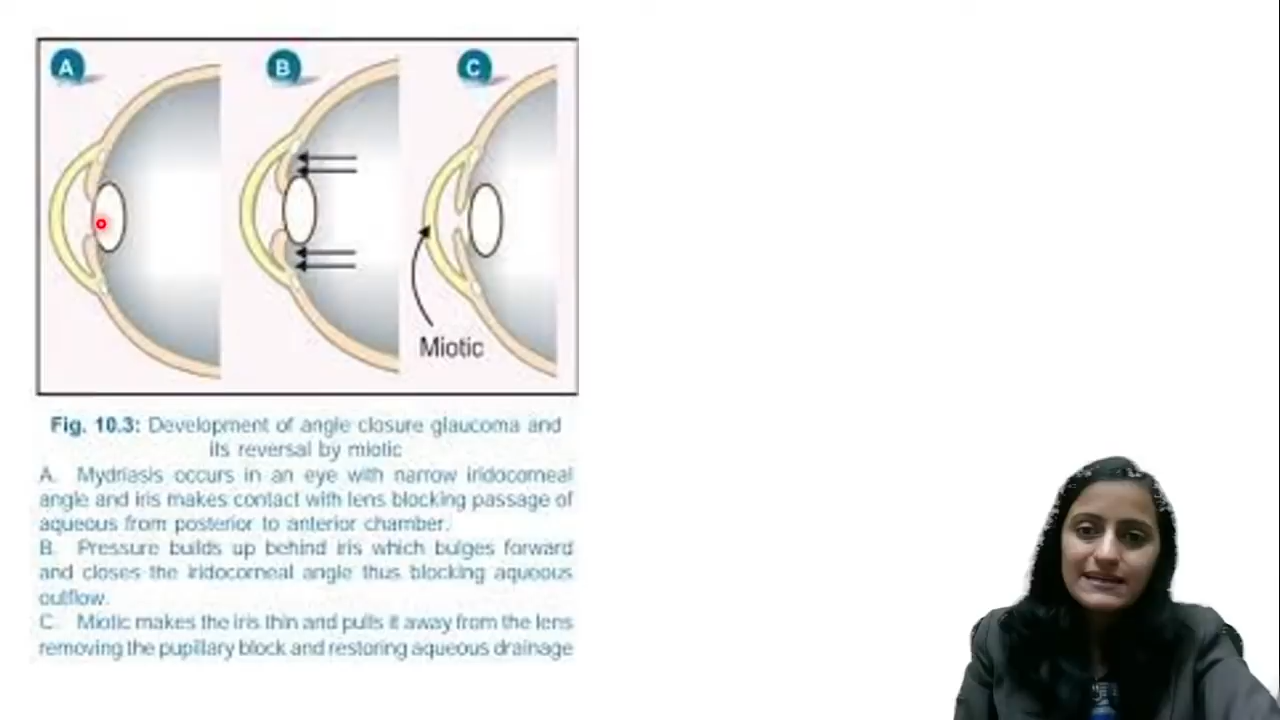 A
B
C
Miotic
Fig. 10.3: Development of angle closure glaucoma and
its reversal by miotic
A. Mydriasis occurs in an eye with narrow iridocorneal
angle and iris makes contact with lens blocking passage of
aqueous from posterior to anterior chamber.
B. Pressure builds up behind iris which bulges forward
and closes the iridocorneal angle thus blocking aqueous
outflow.
C. Miotic makes the iris thin and pulls it away from the lens
removing the pupillary block and restoring aqueous drainage